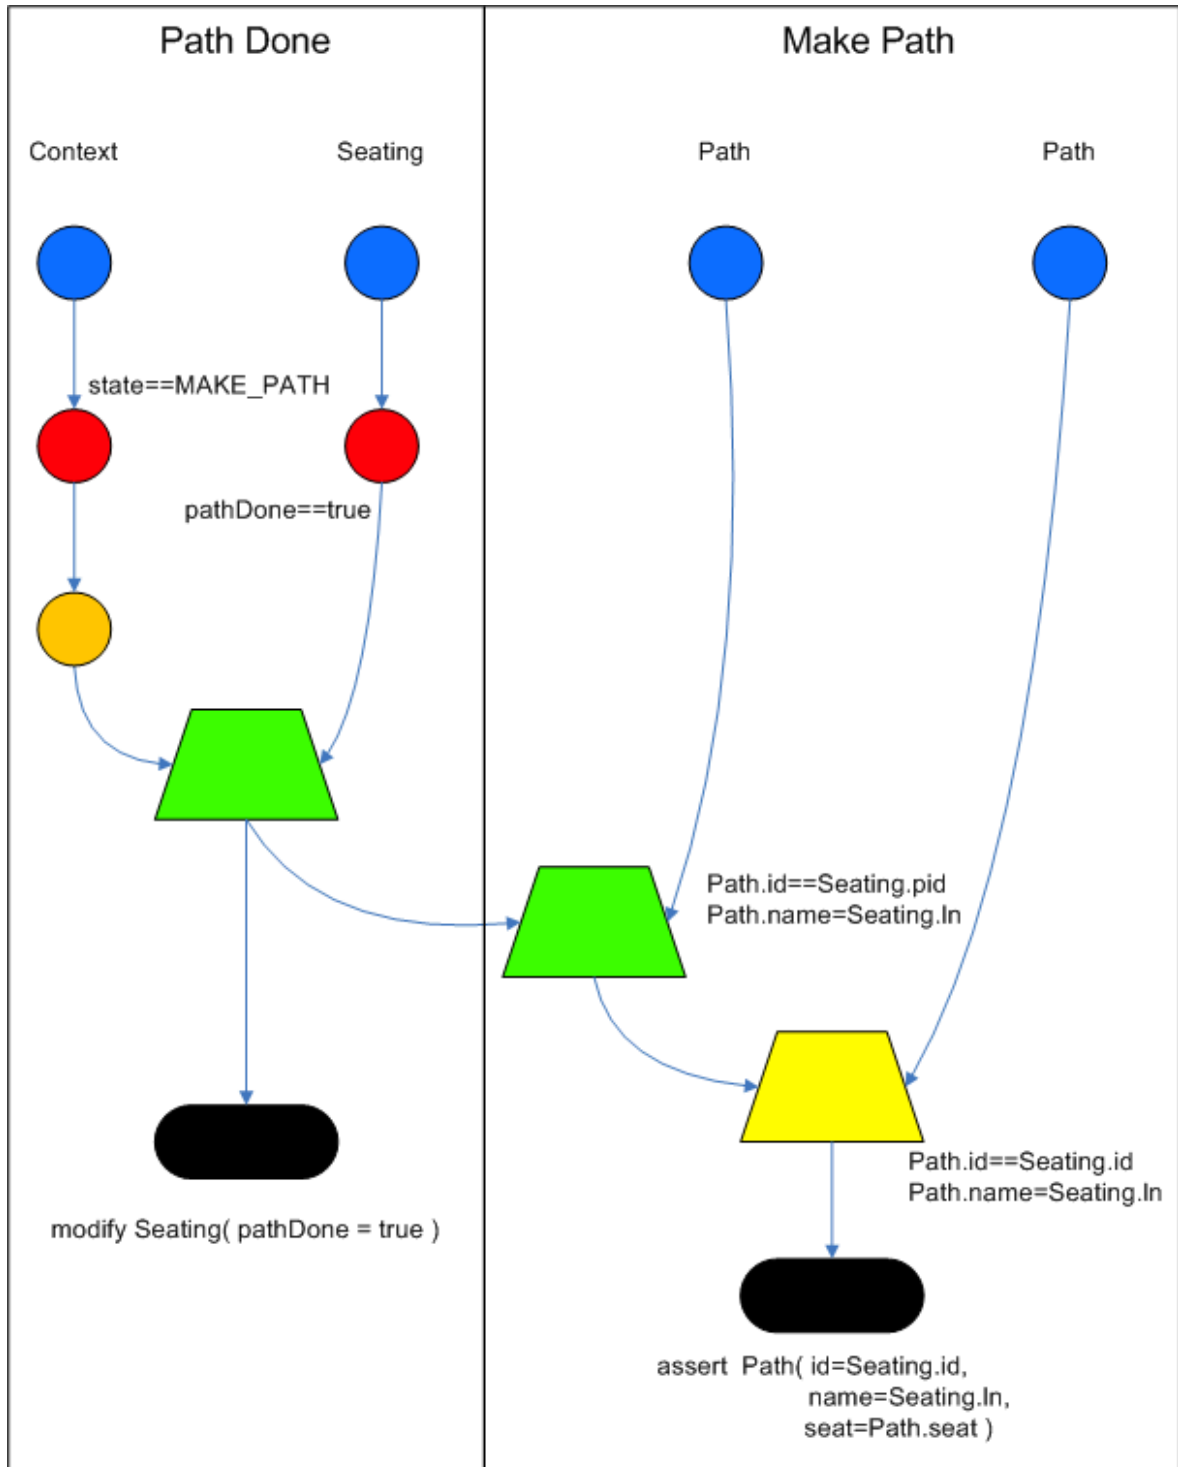 Path Done
Make Path
Context
Seating
Path
Path
state==MAKE_PATH
pathDone==true
Path.id==Seating.pid
Path.name=Seating.ln
Path.id==Seating.id
Path.name=Seating.ln
modify Seating( pathDone = true )
assert Path( id=Seating.id,
name=Seating.ln,
seat=Path.seat )